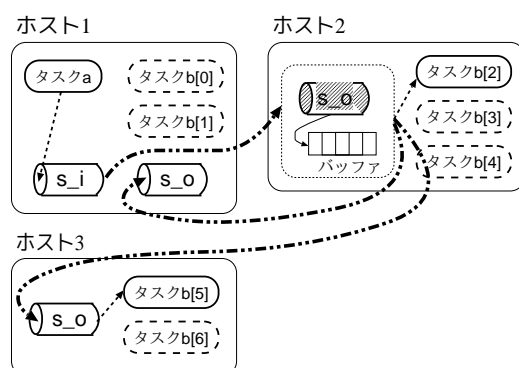 ホスト1
タスクa
タスクb[0]
タスクb[1]
s_i
s_o
ホスト2
s_o
バッファ
タスクb[2]
タスクb[3]
タスクb[4]
ホスト3
s_o
タスクb[5]
タスクb[6]